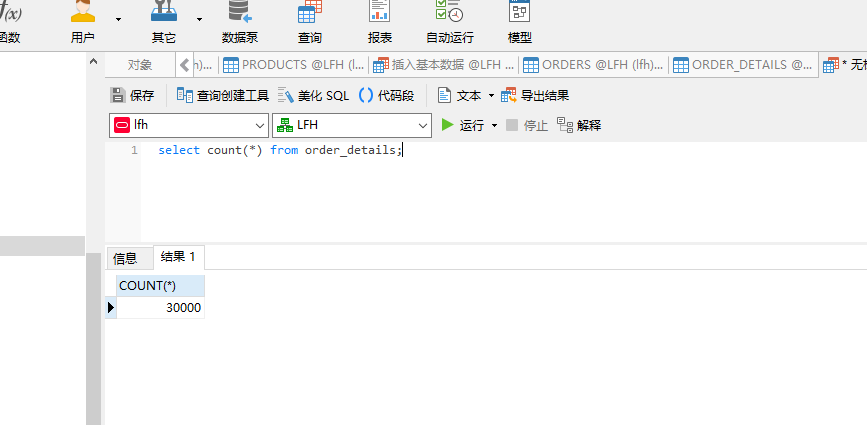 f(x)
函数 用户 其它 数据泵 查询 报表 自动运行 模型
对象 h)... PRODUCTS @LFH (l... 插入基本数据 @LFH ... ORDERS @LFH (lfh)... ORDER_DETAILS @... * 无
保存 查询创建工具 美化 SQL () 代码段 文本 导出结果
lfh LFH 运行 停止 解释
1 select count(*) from order_details;
信息 结果 1
COUNT(*)
30000